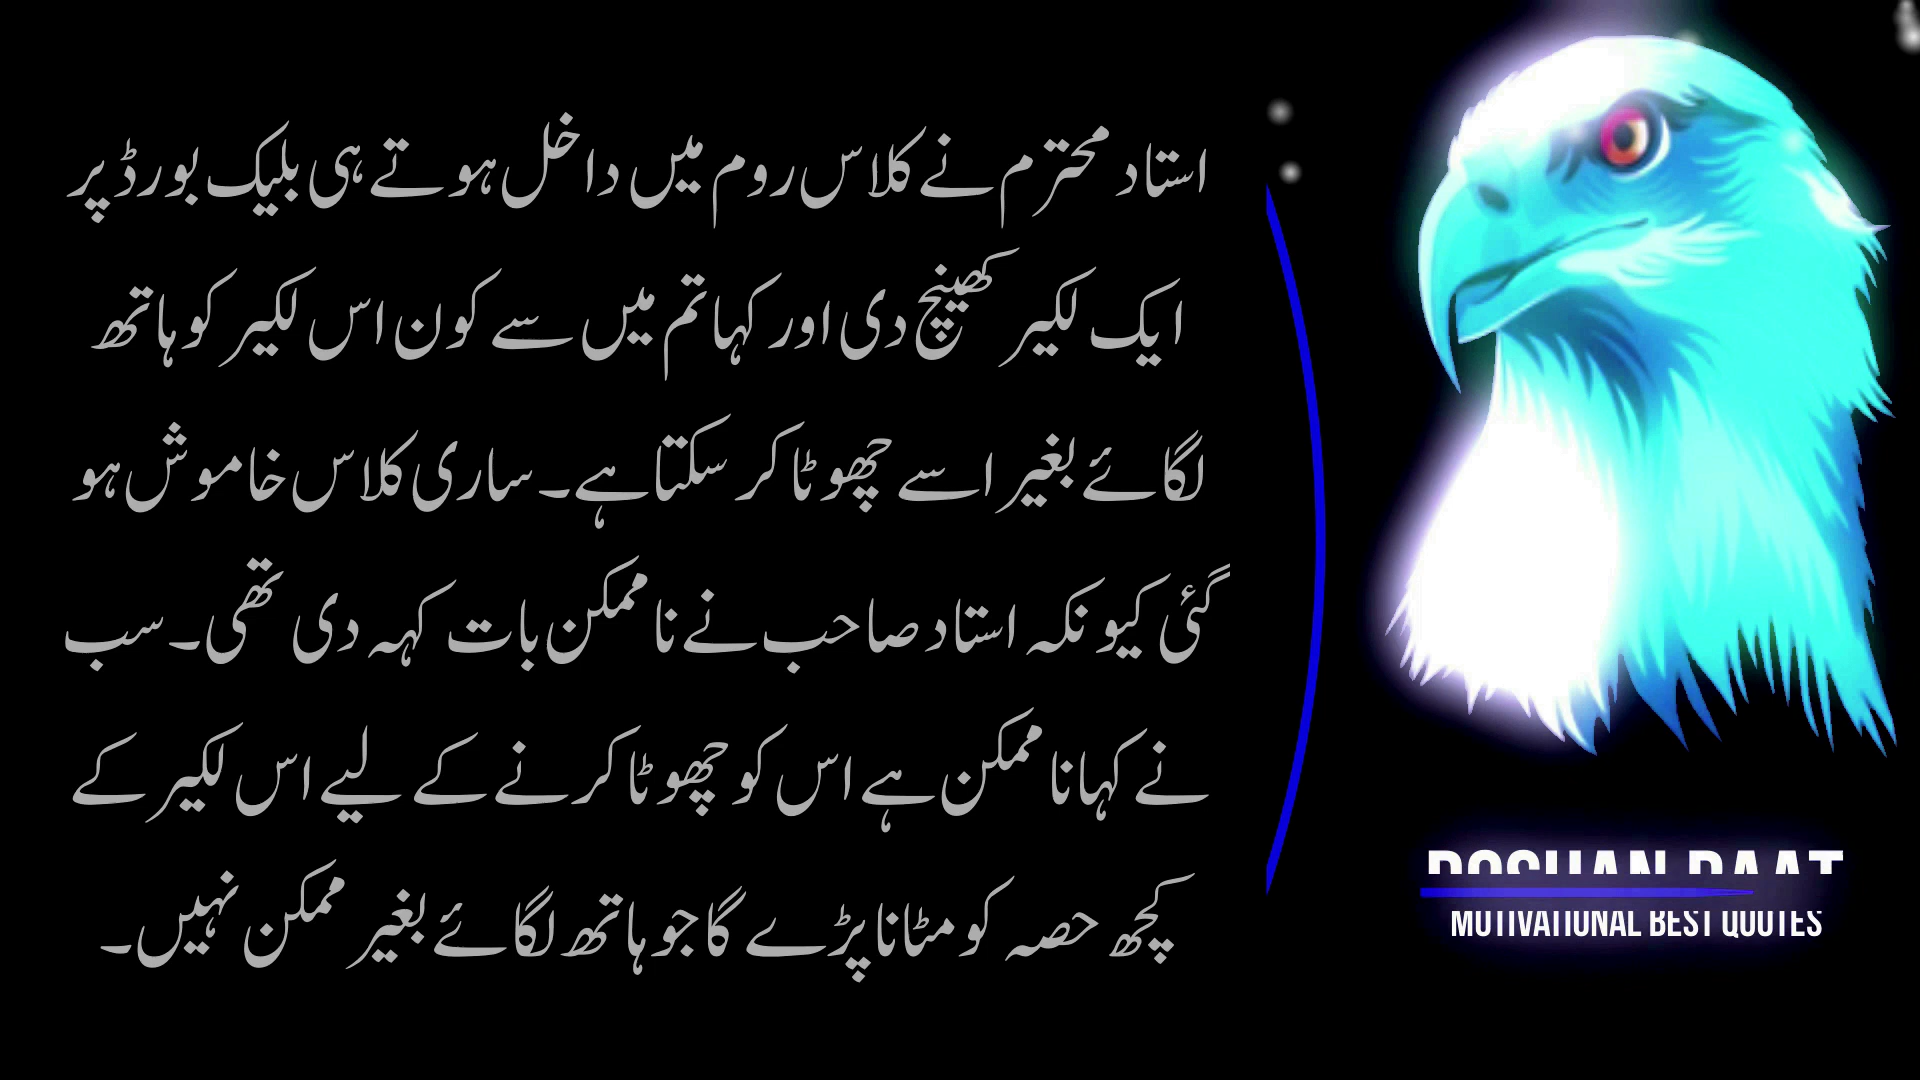 استاد محترم نے کلاس روم میں داخل ہوتے ہی بلیک بورڈ پر
ایک لکیر کھینچ دی اور کہا تم میں سے کون اس لکیر کو ہاتھ
لگائے بغیر اسے چھوٹا کر سکتا ہے۔ ساری کلاس خاموش ہو
گئی کیونکہ استاد صاحب نے ناممکن بات کہہ دی تھی۔ سب
نے کہا ناممکن ہے اس کو چھوٹا کرنے کے لیے اس لکیر کے
کچھ حصہ کو مٹانا پڑے گا جو ہاتھ لگائے بغیر ممکن نہیں۔
MOTIVATIONAL BEST QUOTES